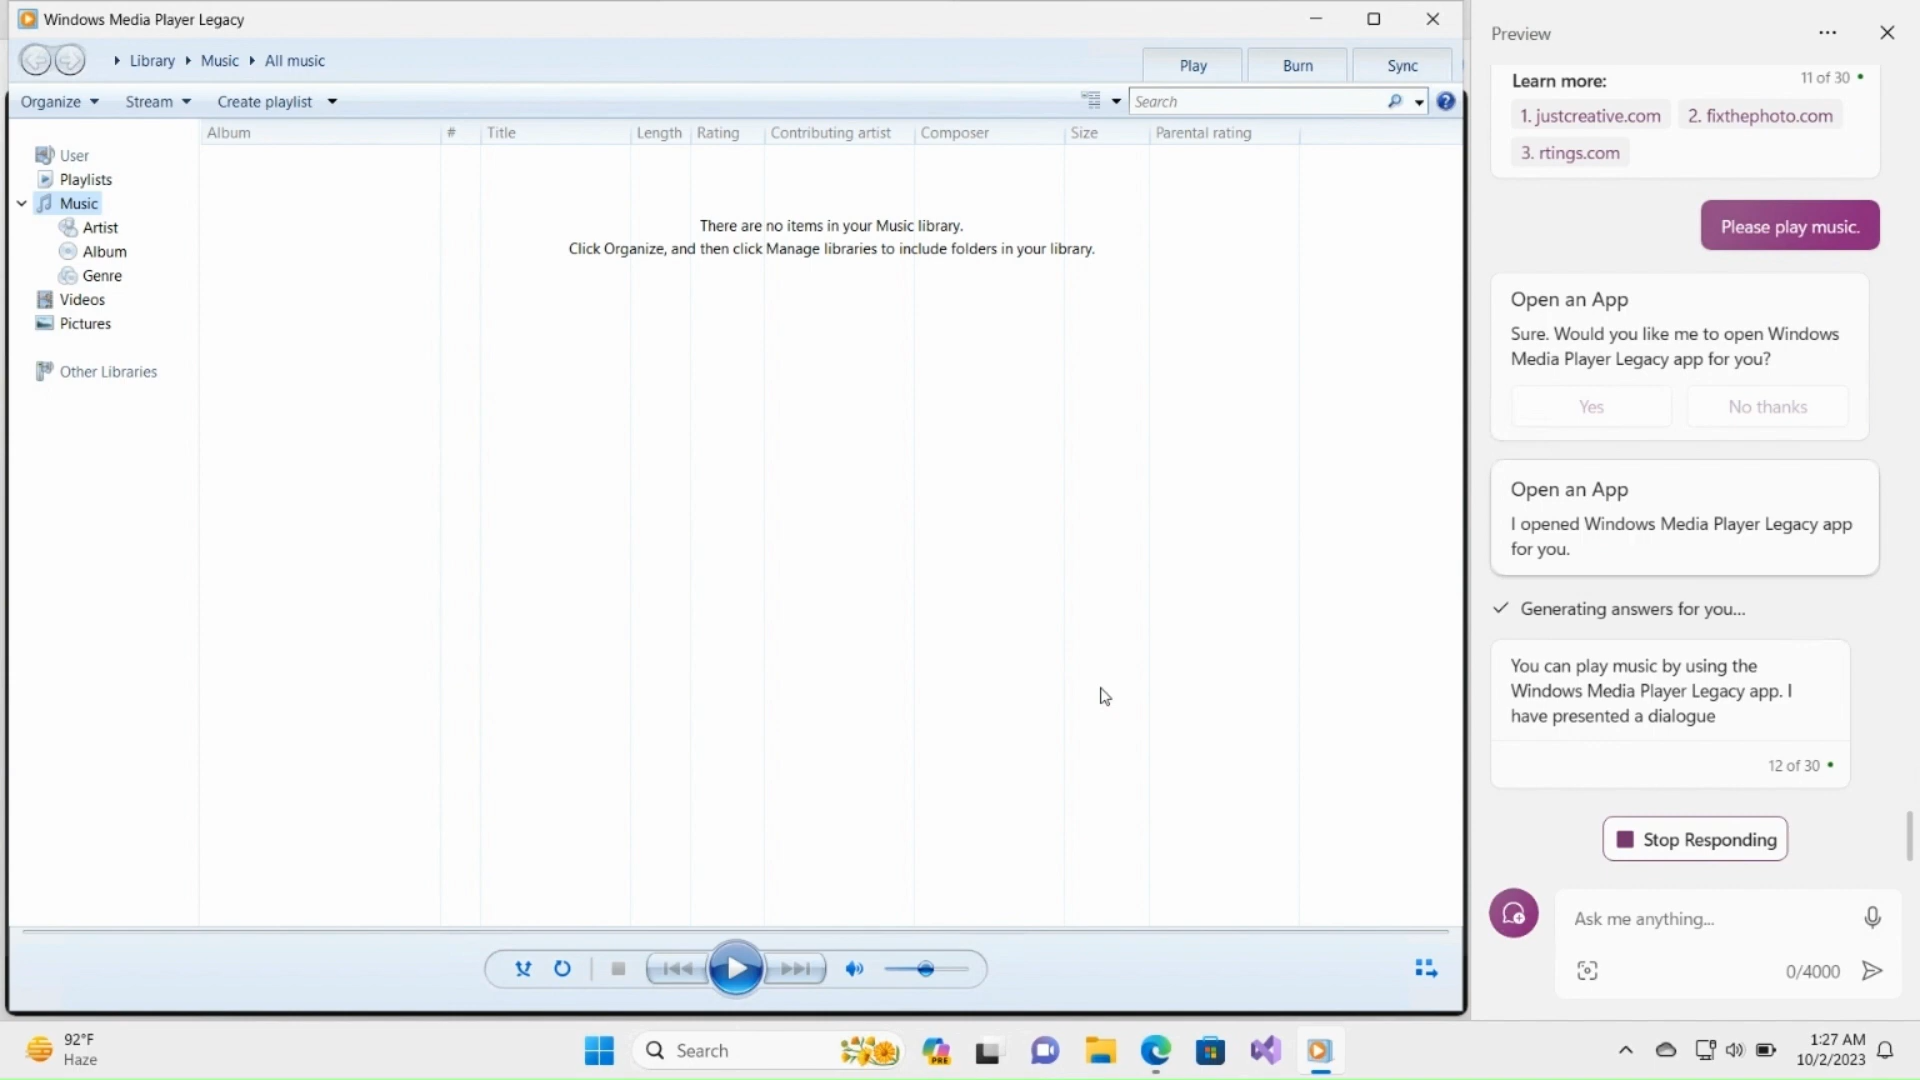 Windows Media Player Legacy
Library Music All music
Play Burn Sync
Organize Stream Create playlist
Search
Album # Title Length Rating Contributing artist Composer Size Parental rating
User
Playlists
Music
Artist
Album
Genre
Videos
Pictures
Other Libraries
There are no items in your Music library.
Click Organize, and then click Manage libraries to include folders in your library.
Preview
Learn more: 11 of 30
1. justcreative.com 2. fixthephoto.com
3. rtings.com
Please play music.
Open an App
Sure. Would you like me to open Windows
Media Player Legacy app for you?
Yes No thanks
Open an App
I opened Windows Media Player Legacy app
for you.
Generating answers for you...
You can play music by using the
Windows Media Player Legacy app. I
have presented a dialogue
12 of 30
Stop Responding
Ask me anything...
0/4000
92°F
Haze
Search
PRE
1:27 AM
10/2/2023